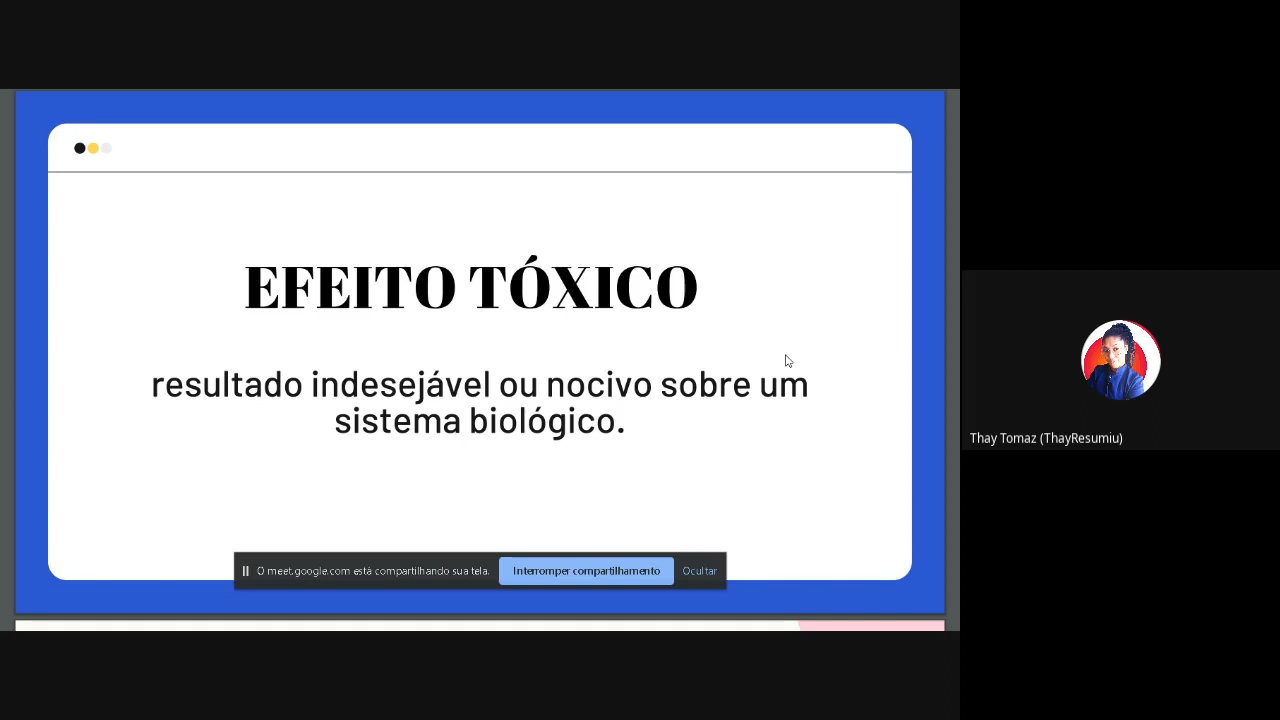 EFEITO TÓXICO
resultado indesejável ou nocivo sobre um
sistema biológico.
O meet.google.com está compartilhando sua tela.
Interromper compartilhamento
Ocultar
Thay Tomaz (ThayResumiu)